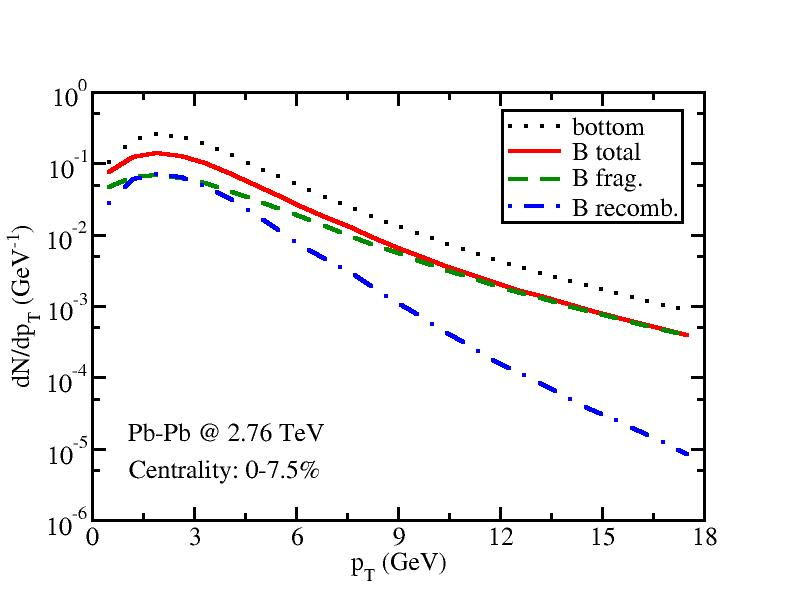 10^0
10^-1
10^-2
10^-3
10^-4
10^-5
10^-6
dN/dp_T (GeV^-1)
bottom
B total
B frag.
B recomb.
Pb-Pb @ 2.76 TeV
Centrality: 0-7.5%
0 3 6 9 12 15 18
p_T (GeV)